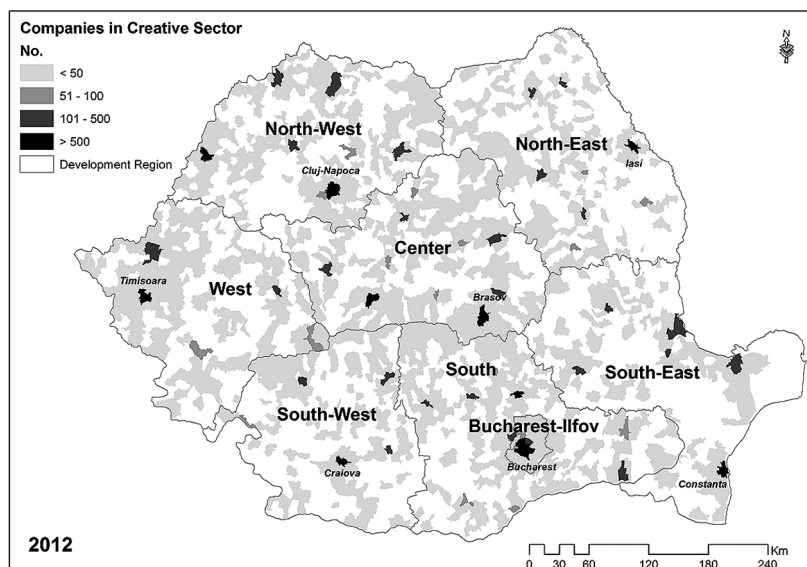 Companies in Creative Sector
No.
< 50
51 - 100
101 - 500
> 500
Development Region
N
North-West
North-East
Iasi
Cluj-Napoca
Center
Timisoara
West
Brasov
South
South-East
South-West
Bucharest-Ilfov
Bucharest
Craiova
Constanta
2012
Km
0 30 60 120 180 240